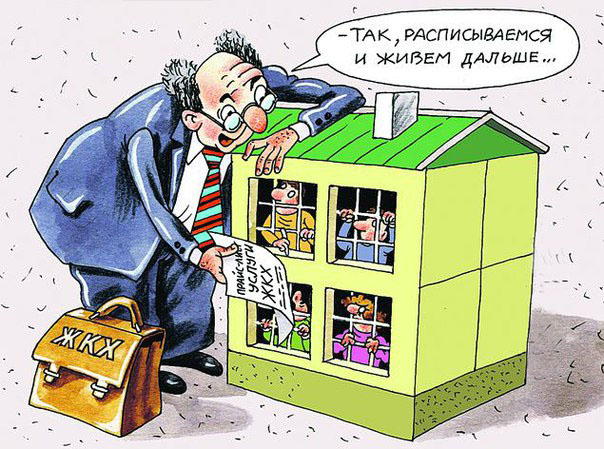 -ТАК, РАСПИСЫВАЕМСЯ
И ЖИВЕМ ДАЛЬШЕ...
ПРАЙС-ЛИСТ
УСЛУГИ
ЖКХ
ЖКХ